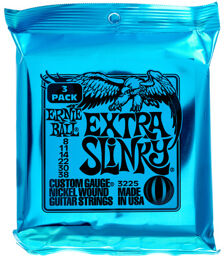 3
PACK
ERNIE
BALL
EXTRA
SLINKY
8
11
14
22
30
38
CUSTOM GAUGE 3225
NICKEL WOUND MADE
GUITAR STRINGS IN USA